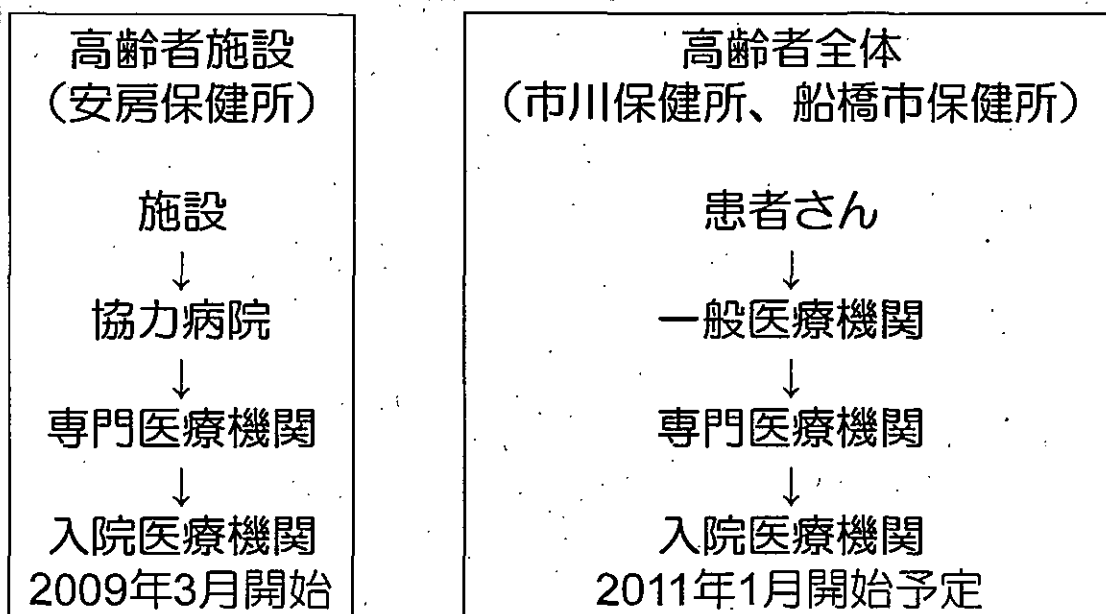 高齢者施設
（安房保健所）
施設
↓
協力病院
↓
専門医療機関
↓
入院医療機関
2009年3月開始
高齢者全体
（市川保健所、船橋市保健所）
患者さん
↓
一般医療機関
↓
専門医療機関
↓
入院医療機関
2011年1月開始予定